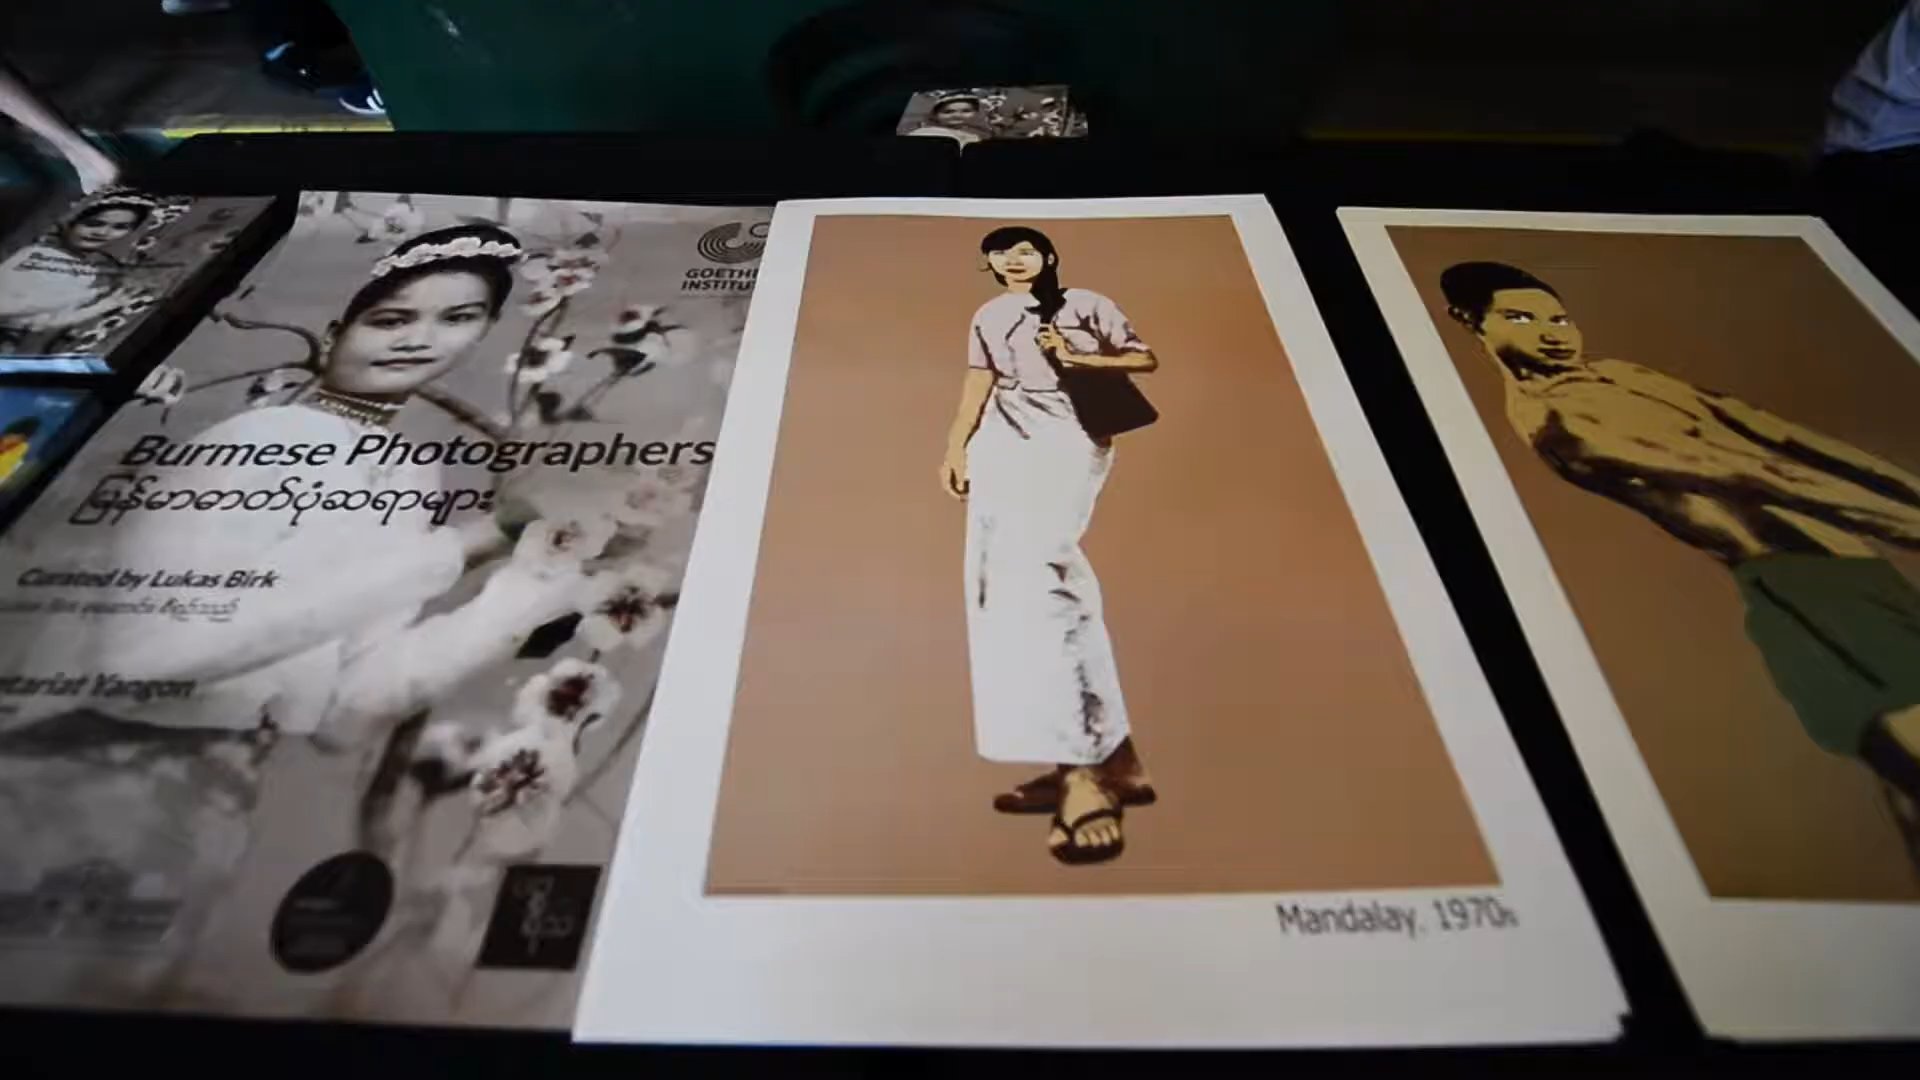 GOETHE
INSTITUT
Burmese Photographers
မြန်မာဓာတ်ပုံဆရာများ
Curated by Lukas Birk
Yangon
Mandalay, 1970s